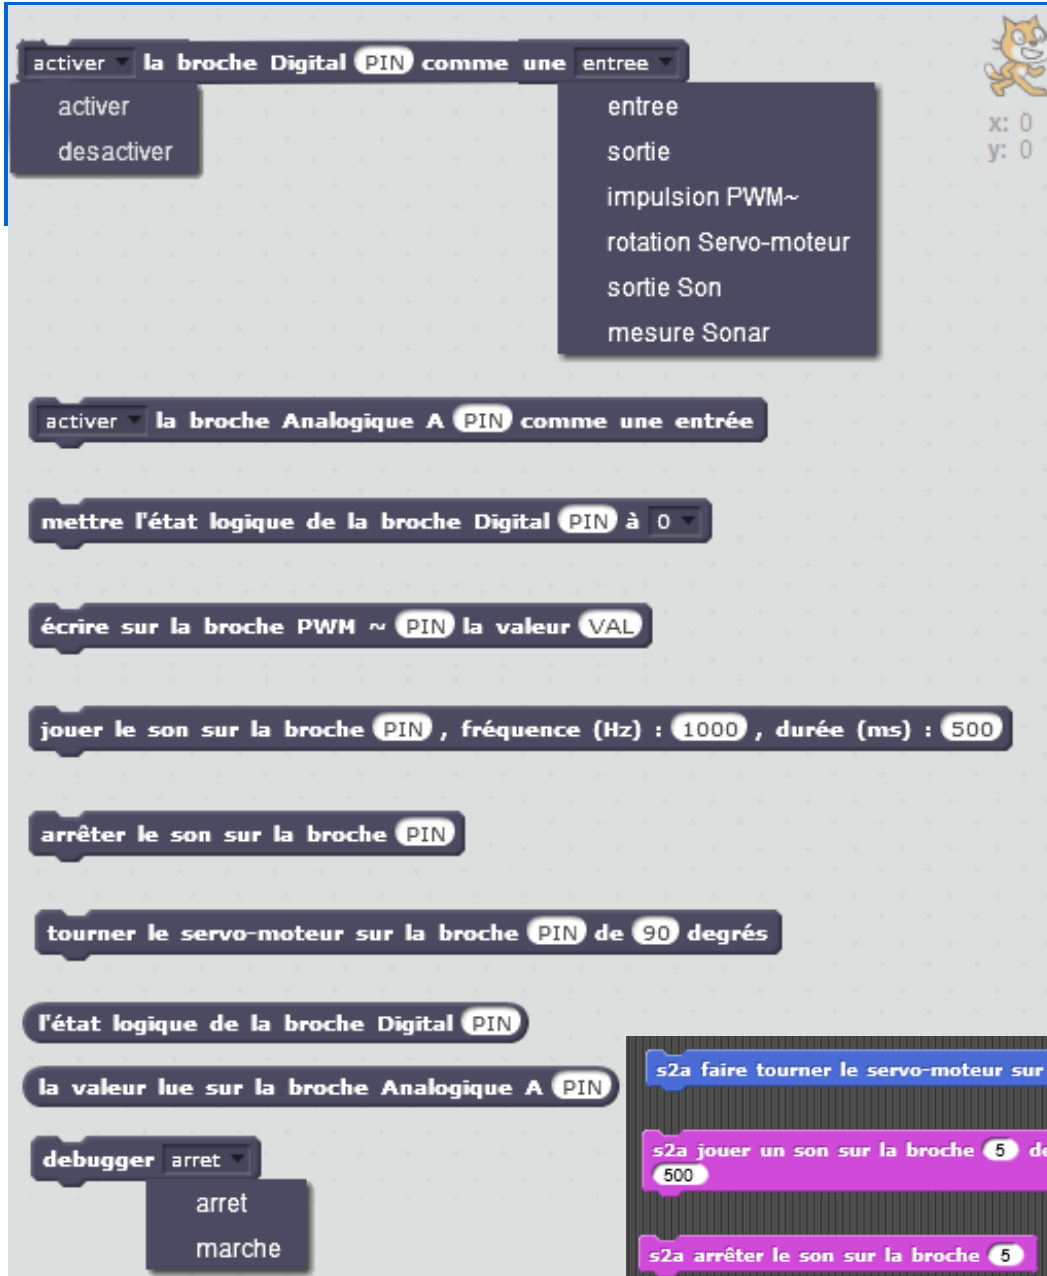 activer la broche Digital PIN comme une entree
activer
desactiver
entree
sortie
impulsion PWM~
rotation Servo-moteur
sortie Son
mesure Sonar
x: 0
y: 0
activer la broche Analogique A PIN comme une entrée
mettre l'état logique de la broche Digital PIN à 0
écrire sur la broche PWM ~ PIN la valeur VAL
jouer le son sur la broche PIN , fréquence (Hz) : 1000 , durée (ms) : 500
arrêter le son sur la broche PIN
tourner le servo-moteur sur la broche PIN de 90 degrés
l'état logique de la broche Digital PIN
la valeur lue sur la broche Analogique A PIN
debugger arret
arret
marche
s2a faire tourner le servo-moteur sur
s2a jouer un son sur la broche 5 de
500
s2a arrêter le son sur la broche 5